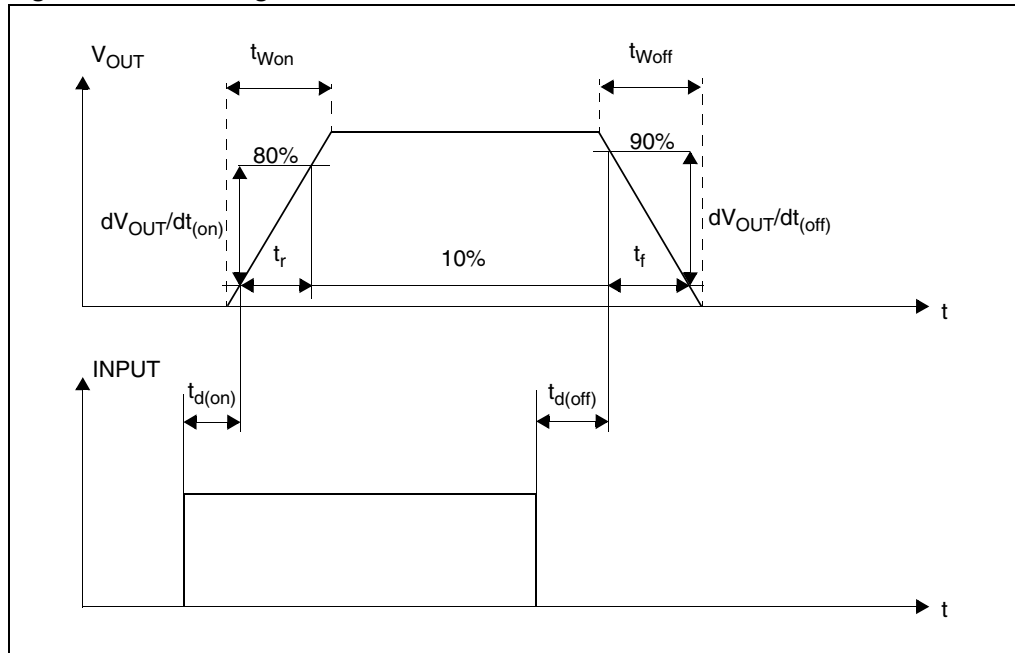 V_OUT
t_Won
t_Woff
80%
90%
dV_OUT/dt_(on)
dV_OUT/dt_(off)
t_r
10%
t_f
t
INPUT
t_d(on)
t_d(off)
t